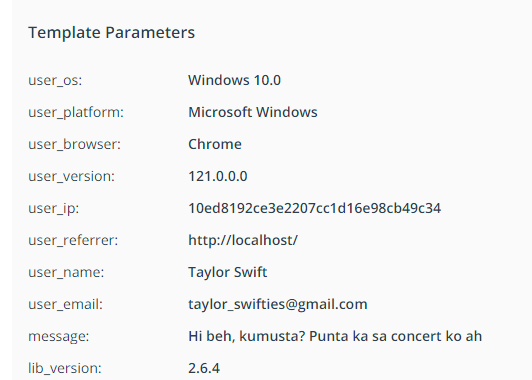 Template Parameters
user_os: Windows 10.0
user_platform: Microsoft Windows
user_browser: Chrome
user_version: 121.0.0.0
user_ip: 10ed8192ce3e2207cc1d16e98cb49c34
user_referrer: http://localhost/
user_name: Taylor Swift
user_email: taylor_swifties@gmail.com
message: Hi beh, kumusta? Punta ka sa concert ko ah
lib_version: 2.6.4